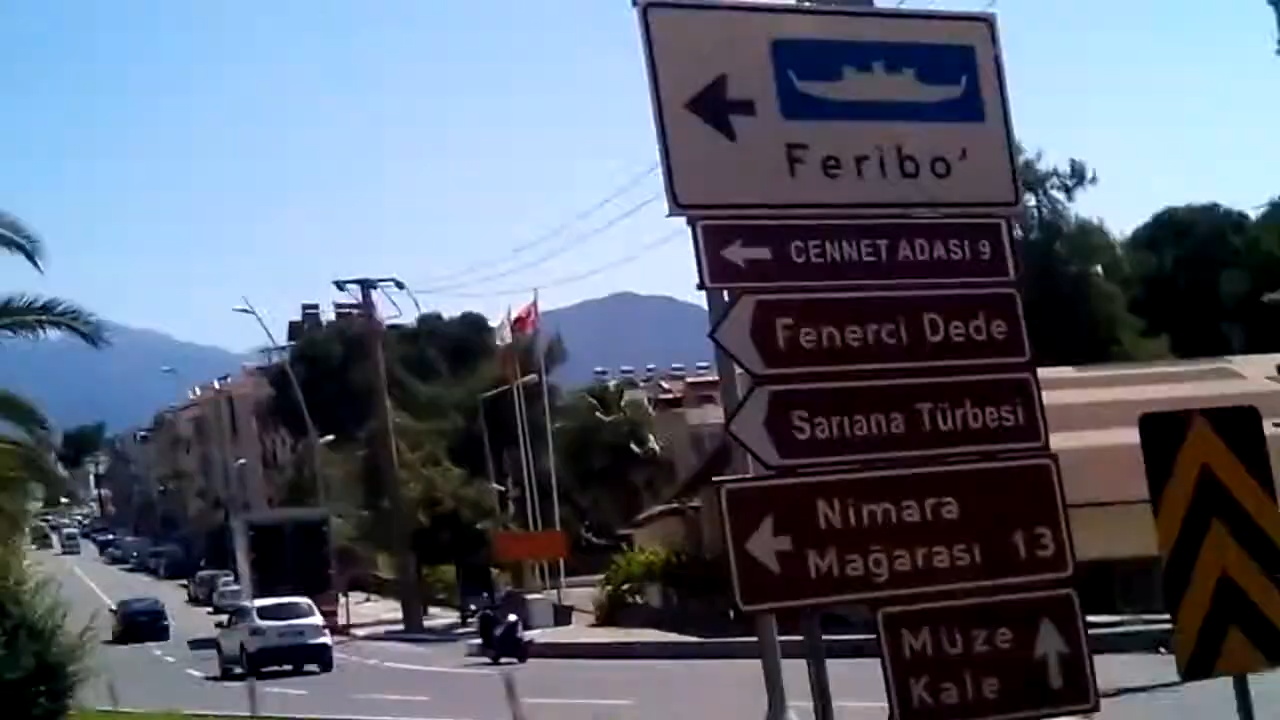 Feribo'
CENNET ADASI 9
Fenerci Dede
Sarıana Türbesi
Nimara
Mağarası 13
Müze
Kale